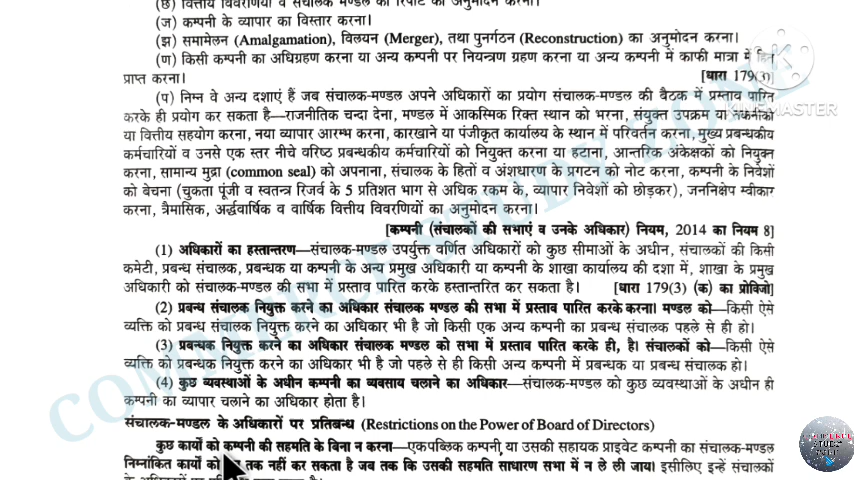 (छ) वित्तीय विवरणियों व संचालक मण्डल की रिपोर्ट का अनुमोदन करना।
(ज) कम्पनी के व्यापार का विस्तार करना।
(झ) समामेलन (Amalgamation), विलयन (Merger), तथा पुनर्गठन (Reconstruction) का अनुमोदन करना।
(ण) किसी कम्पनी का अधिग्रहण करना या अन्य कम्पनी पर नियन्त्रण ग्रहण करना या अन्य कम्पनी में काफी मात्रा में हित
प्राप्त करना। [धारा 179(3)]
(प) निम्न वे अन्य दशाएं हैं जब संचालक-मण्डल अपने अधिकारों का प्रयोग संचालक-मण्डल की बैठक में प्रस्ताव पारित
करके ही प्रयोग कर सकता है—राजनीतिक चन्दा देना, मण्डल में आकस्मिक रिक्त स्थान को भरना, संयुक्त उपक्रम या तकनीकी
या वित्तीय सहयोग करना, नया व्यापार आरम्भ करना, कारखाने या पंजीकृत कार्यालय के स्थान में परिवर्तन करना, मुख्य प्रबन्धकीय
कर्मचारियों व उनसे एक स्तर नीचे वरिष्ठ प्रबन्धकीय कर्मचारियों को नियुक्त करना या हटाना, आन्तरिक अंकेक्षकों को नियुक्त
करना, सामान्य मुद्रा (common seal) को अपनाना, संचालक के हितों व अंशधारण के प्रगटन को नोट करना, कम्पनी के निवेशों
को बेचना (चुकता पूंजी व स्वतन्त्र रिजर्व के 5 प्रतिशत भाग से अधिक रकम के, व्यापार निवेशों को छोड़कर), जननिक्षेप स्वीकार
करना, त्रैमासिक, अर्द्धवार्षिक व वार्षिक वित्तीय विवरणियों का अनुमोदन करना।
[कम्पनी (संचालकों की सभाएं व उनके अधिकार) नियम, 2014 का नियम 8]
(1) अधिकारों का हस्तान्तरण—संचालक-मण्डल उपर्युक्त वर्णित अधिकारों को कुछ सीमाओं के अधीन, संचालकों की किसी
कमेटी, प्रबन्ध संचालक, प्रबन्धक या कम्पनी के अन्य प्रमुख अधिकारी या कम्पनी के शाखा कार्यालय की दशा में, शाखा के प्रमुख
अधिकारी को संचालक-मण्डल की सभा में प्रस्ताव पारित करके हस्तान्तरित कर सकता है। [धारा 179(3) (क) का प्रोविजो]
(2) प्रबन्ध संचालक नियुक्त करने का अधिकार संचालक मण्डल की सभा में प्रस्ताव पारित करके करना। मण्डल को—किसी ऐसे
व्यक्ति को प्रबन्ध संचालक नियुक्त करने का अधिकार भी है जो किसी एक अन्य कम्पनी का प्रबन्ध संचालक पहले से ही हो।
(3) प्रबन्धक नियुक्त करने का अधिकार संचालक मण्डल को सभा में प्रस्ताव पारित करके ही, है। संचालकों को—किसी ऐसे
व्यक्ति को प्रबन्धक नियुक्त करने का अधिकार भी है जो पहले से ही किसी अन्य कम्पनी में प्रबन्धक या प्रबन्ध संचालक हो।
(4) कुछ व्यवस्थाओं के अधीन कम्पनी का व्यवसाय चलाने का अधिकार—संचालक-मण्डल को कुछ व्यवस्थाओं के अधीन ही
कम्पनी का व्यापार चलाने का अधिकार होता है।
संचालक-मण्डल के अधिकारों पर प्रतिबन्ध (Restrictions on the Power of Board of Directors)
कुछ कार्यों को कम्पनी की सहमति के बिना न करना—एक पब्लिक कम्पनी या उसकी सहायक प्राइवेट कम्पनी का संचालक-मण्डल
निम्नांकित कार्यों को तक नहीं कर सकता है जब तक कि उसकी सहमति साधारण सभा में न ले ली जाय। इसीलिए इन्हें संचालकों
COMMERCE STUDY ZONE
KINEMASTER